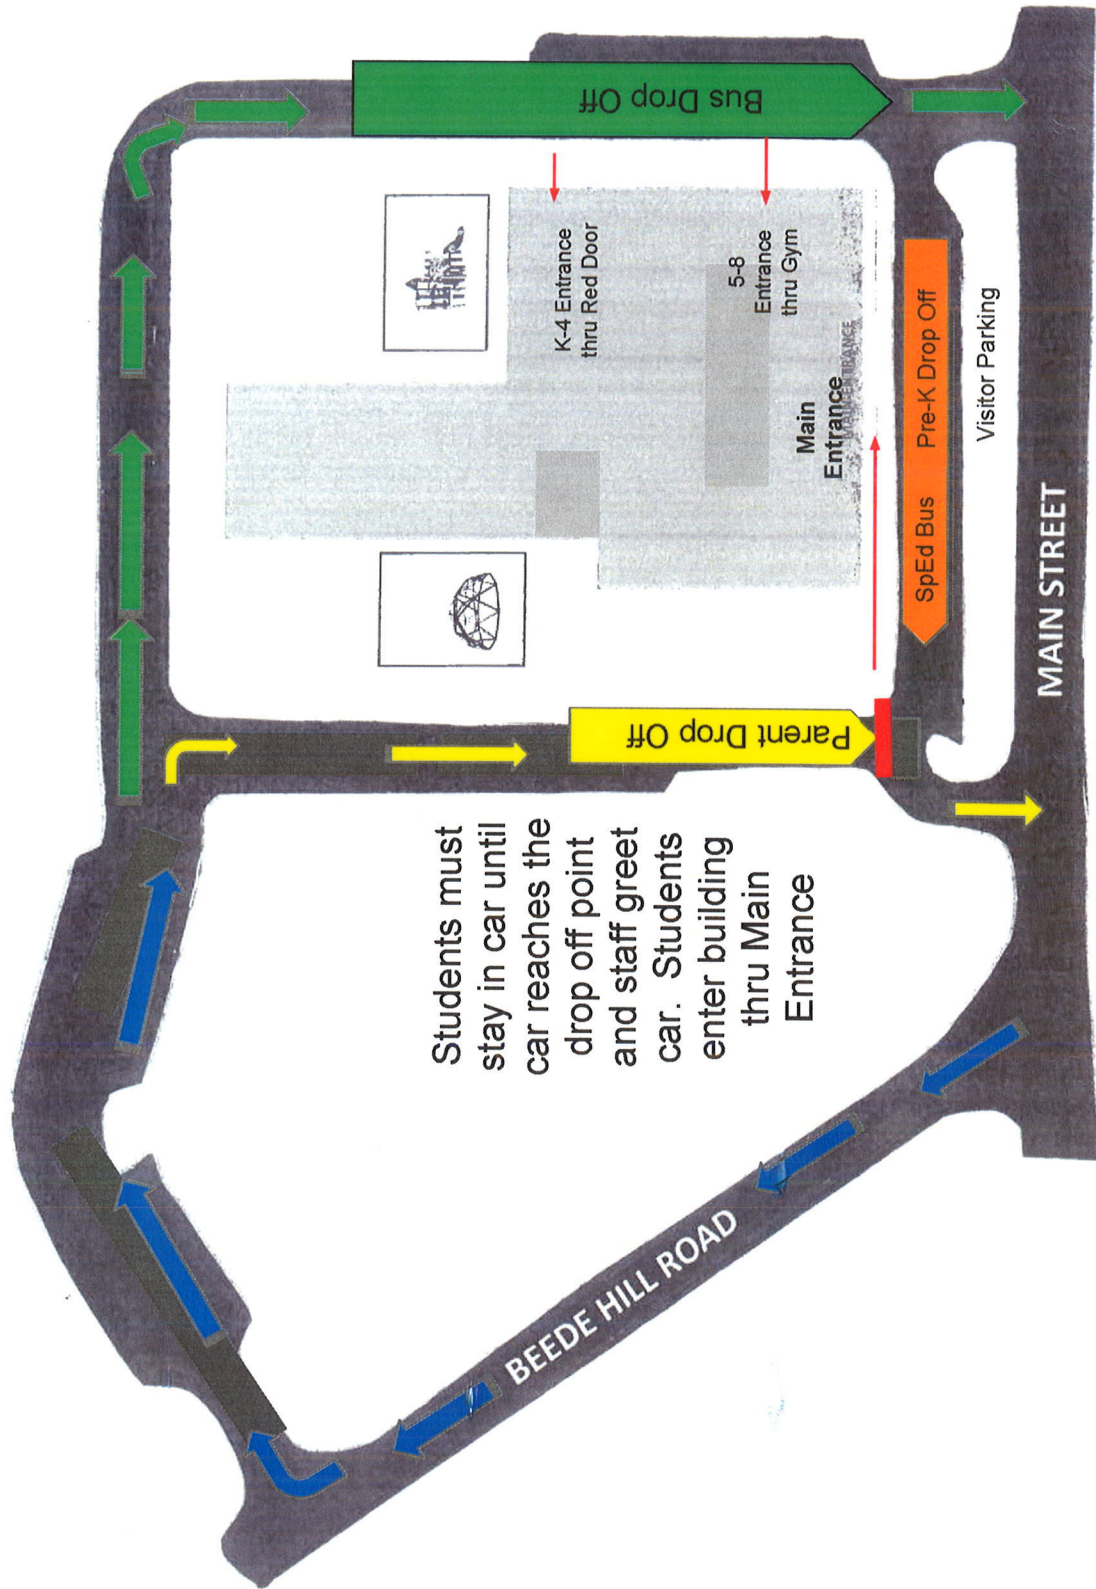 Bus Drop Off
K-4 Entrance
thru Red Door
5-8
Entrance
thru Gym
Main
Entrance
MAIN ENTRANCE
SpEd Bus Pre-K Drop Off
Visitor Parking
MAIN STREET
Parent Drop Off
Students must
stay in car until
car reaches the
drop off point
and staff greet
car. Students
enter building
thru Main
Entrance
BEEDE HILL ROAD